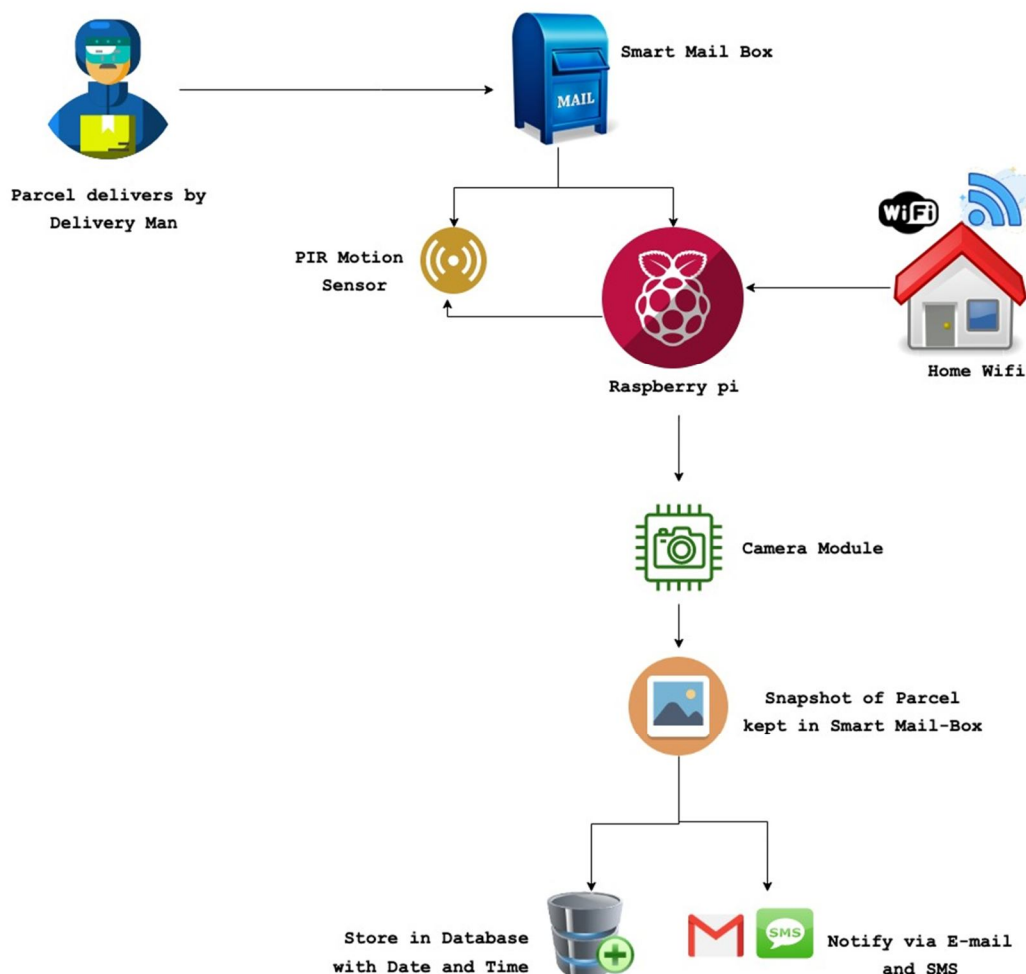 Smart Mail Box
MAIL
Parcel delivers by
Delivery Man
WiFi
PIR Motion
Sensor
Home Wifi
Raspberry pi
Camera Module
Snapshot of Parcel
kept in Smart Mail-Box
SMS
Store in Database
with Date and Time
Notify via E-mail
and SMS